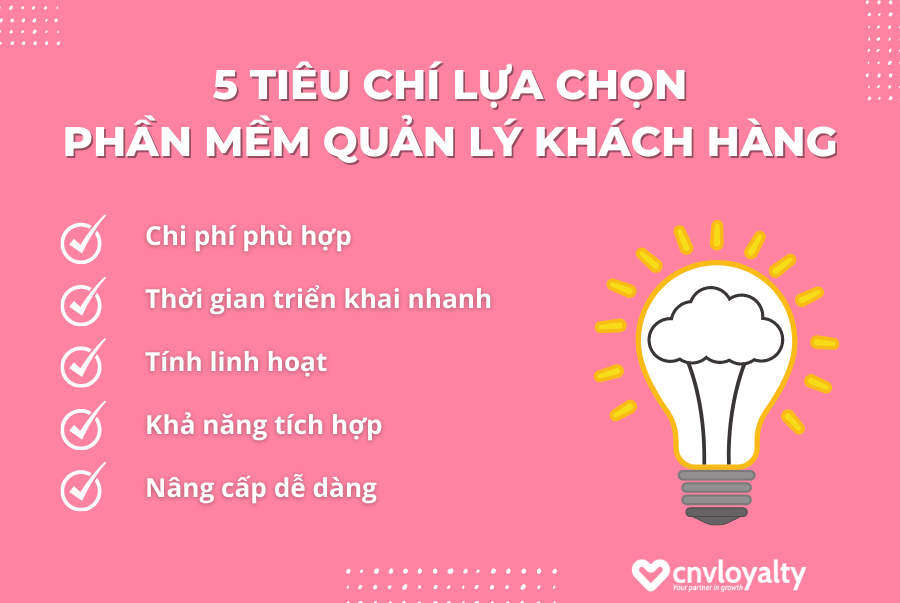 5 TIÊU CHÍ LỰA CHỌN
PHẦN MỀM QUẢN LÝ KHÁCH HÀNG
Chi phí phù hợp
Thời gian triển khai nhanh
Tính linh hoạt
Khả năng tích hợp
Nâng cấp dễ dàng
cnvloyalty
Your partner in growth